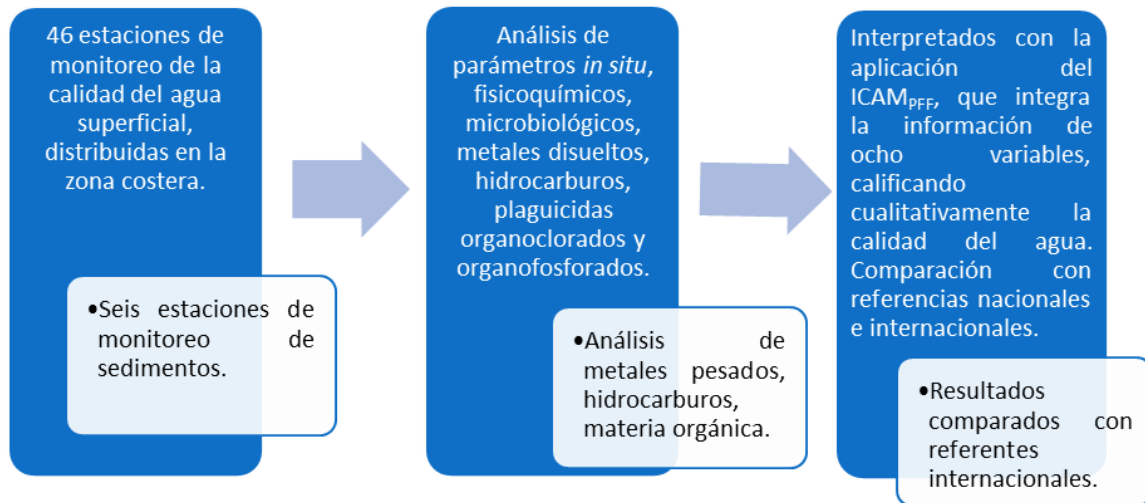 46 estaciones de
monitoreo de la
calidad del agua
superficial,
distribuidas en la
zona costera.
•Seis estaciones de
monitoreo de
sedimentos.
Análisis de
parámetros in situ,
fisicoquímicos,
microbiológicos,
metales disueltos,
hidrocarburos,
plaguicidas
organoclorados y
organofosforados.
•Análisis de
metales pesados,
hidrocarburos,
materia orgánica.
Interpretados con la
aplicación del
ICAMPFF, que integra
la información de
ocho variables,
calificando
cualitativamente la
calidad del agua.
Comparación con
referencias nacionales
e internacionales.
•Resultados
comparados con
referentes
internacionales.